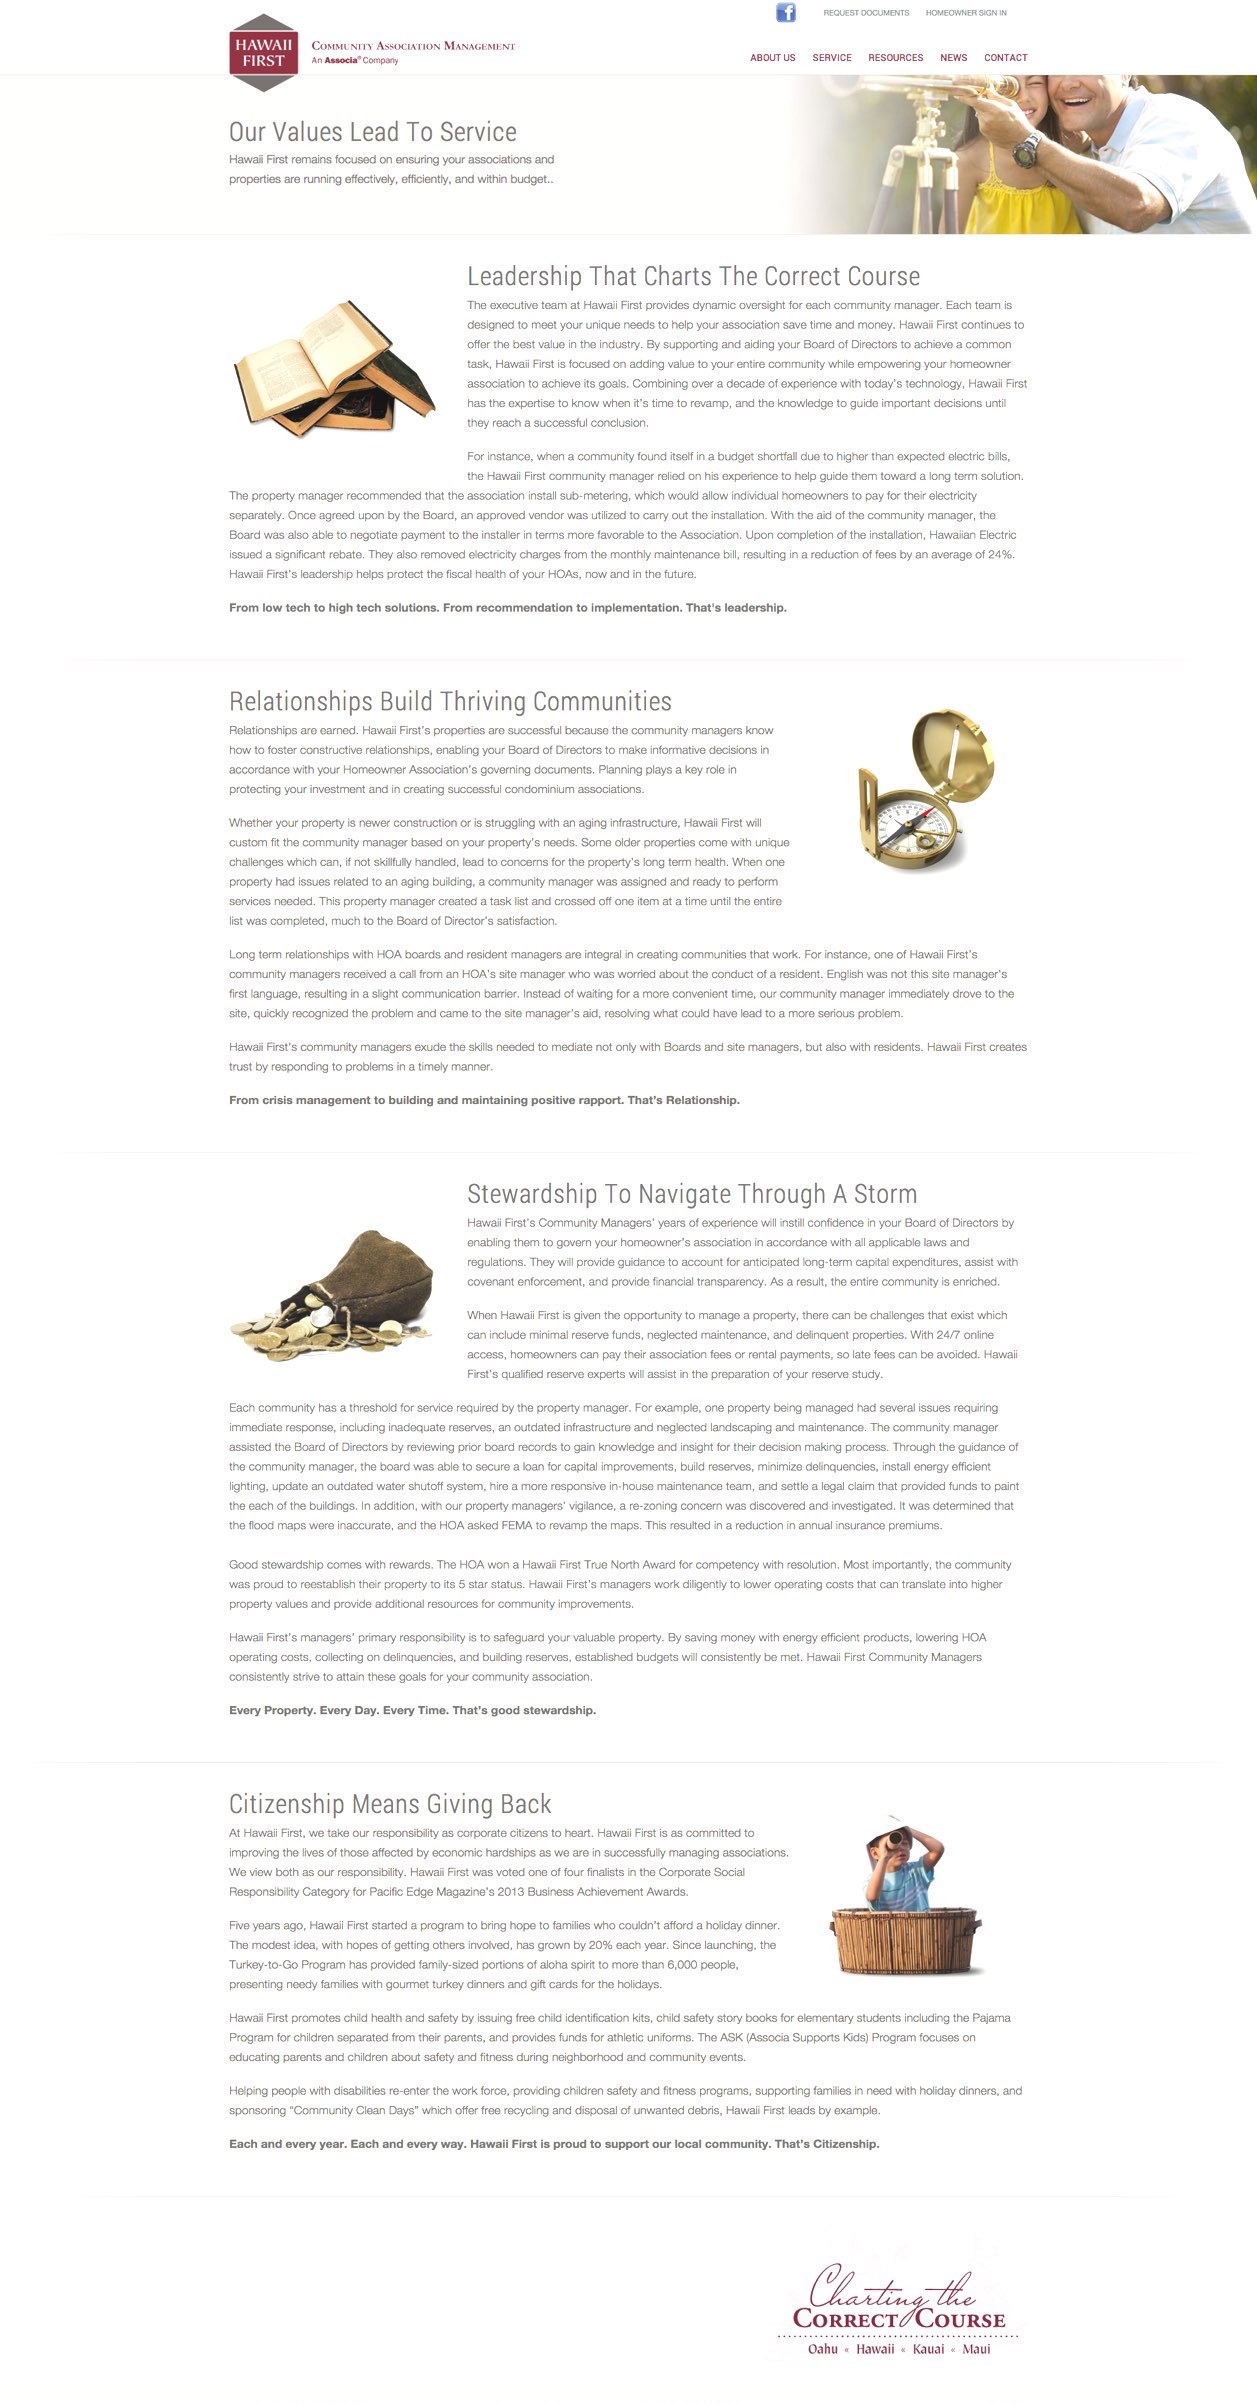 REQUEST DOCUMENTS HOMEOWNER SIGN IN
HAWAII
FIRST
COMMUNITY ASSOCIATION MANAGEMENT
An Associa® Company
ABOUT US SERVICE RESOURCES NEWS CONTACT
Our Values Lead To Service
Hawaii First remains focused on ensuring your associations and
properties are running effectively, efficiently, and within budget..
Leadership That Charts The Correct Course
The executive team at Hawaii First provides dynamic oversight for each community manager. Each team is
designed to meet your unique needs to help your association save time and money. Hawaii First continues to
offer the best value in the industry. By supporting and aiding your Board of Directors to achieve a common
task, Hawaii First is focused on adding value to your entire community while empowering your homeowner
association to achieve its goals. Combining over a decade of experience with today's technology, Hawaii First
has the expertise to know when it's time to revamp, and the knowledge to guide important decisions until
they reach a successful conclusion.
For instance, when a community found itself in a budget shortfall due to higher than expected electric bills,
the Hawaii First community manager relied on his experience to help guide them toward a long term solution.
The property manager recommended that the association install sub-metering, which would allow individual homeowners to pay for their electricity
separately. Once agreed upon by the Board, an approved vendor was utilized to carry out the installation. With the aid of the community manager, the
Board was also able to negotiate payment to the installer in terms more favorable to the Association. Upon completion of the installation, Hawaiian Electric
issued a significant rebate. They also removed electricity charges from the monthly maintenance bill, resulting in a reduction of fees by an average of 24%.
Hawaii First's leadership helps protect the fiscal health of your HOAs, now and in the future.
From low tech to high tech solutions. From recommendation to implementation. That's leadership.
Relationships Build Thriving Communities
Relationships are earned. Hawaii First's properties are successful because the community managers know
how to foster constructive relationships, enabling your Board of Directors to make informative decisions in
accordance with your Homeowner Association's governing documents. Planning plays a key role in
protecting your investment and in creating successful condominium associations.
Whether your property is newer construction or is struggling with an aging infrastructure, Hawaii First will
custom fit the community manager based on your property's needs. Some older properties come with unique
challenges which can, if not skillfully handled, lead to concerns for the property's long term health. When one
property had issues related to an aging building, a community manager was assigned and ready to perform
services needed. This property manager created a task list and crossed off one item at a time until the entire
list was completed, much to the Board of Director's satisfaction.
Long term relationships with HOA boards and resident managers are integral in creating communities that work. For instance, one of Hawaii First's
community managers received a call from an HOA's site manager who was worried about the conduct of a resident. English was not this site manager's
first language, resulting in a slight communication barrier. Instead of waiting for a more convenient time, our community manager immediately drove to the
site, quickly recognized the problem and came to the site manager's aid, resolving what could have lead to a more serious problem.
Hawaii First's community managers exude the skills needed to mediate not only with Boards and site managers, but also with residents. Hawaii First creates
trust by responding to problems in a timely manner.
From crisis management to building and maintaining positive rapport. That's Relationship.
Stewardship To Navigate Through A Storm
Hawaii First's Community Managers' years of experience will instill confidence in your Board of Directors by
enabling them to govern your homeowner's association in accordance with all applicable laws and
regulations. They will provide guidance to account for anticipated long-term capital expenditures, assist with
covenant enforcement, and provide financial transparency. As a result, the entire community is enriched.
When Hawaii First is given the opportunity to manage a property, there can be challenges that exist which
can include minimal reserve funds, neglected maintenance, and delinquent properties. With 24/7 online
access, homeowners can pay their association fees or rental payments, so late fees can be avoided. Hawaii
First's qualified reserve experts will assist in the preparation of your reserve study.
Each community has a threshold for service required by the property manager. For example, one property being managed had several issues requiring
immediate response, including inadequate reserves, an outdated infrastructure and neglected landscaping and maintenance. The community manager
assisted the Board of Directors by reviewing prior board records to gain knowledge and insight for their decision making process. Through the guidance of
the community manager, the board was able to secure a loan for capital improvements, build reserves, minimize delinquencies, install energy efficient
lighting, update an outdated water shutoff system, hire a more responsive in-house maintenance team, and settle a legal claim that provided funds to paint
the each of the buildings. In addition, with our property managers' vigilance, a re-zoning concern was discovered and investigated. It was determined that
the flood maps were inaccurate, and the HOA asked FEMA to revamp the maps. This resulted in a reduction in annual insurance premiums.
Good stewardship comes with rewards. The HOA won a Hawaii First True North Award for competency with resolution. Most importantly, the community
was proud to reestablish their property to its 5 star status. Hawaii First's managers work diligently to lower operating costs that can translate into higher
property values and provide additional resources for community improvements.
Hawaii First's managers' primary responsibility is to safeguard your valuable property. By saving money with energy efficient products, lowering HOA
operating costs, collecting on delinquencies, and building reserves, established budgets will consistently be met. Hawaii First Community Managers
consistently strive to attain these goals for your community association.
Every Property. Every Day. Every Time. That's good stewardship.
Citizenship Means Giving Back
At Hawaii First, we take our responsibility as corporate citizens to heart. Hawaii First is as committed to
improving the lives of those affected by economic hardships as we are in successfully managing associations.
We view both as our responsibility. Hawaii First was voted one of four finalists in the Corporate Social
Responsibility Category for Pacific Edge Magazine's 2013 Business Achievement Awards.
Five years ago, Hawaii First started a program to bring hope to families who couldn't afford a holiday dinner.
The modest idea, with hopes of getting others involved, has grown by 20% each year. Since launching, the
Turkey-to-Go Program has provided family-sized portions of aloha spirit to more than 6,000 people,
presenting needy families with gourmet turkey dinners and gift cards for the holidays.
Hawaii First promotes child health and safety by issuing free child identification kits, child safety story books for elementary students including the Pajama
Program for children separated from their parents, and provides funds for athletic uniforms. The ASK (Associa Supports Kids) Program focuses on
educating parents and children about safety and fitness during neighborhood and community events.
Helping people with disabilities re-enter the work force, providing children safety and fitness programs, supporting families in need with holiday dinners, and
sponsoring "Community Clean Days" which offer free recycling and disposal of unwanted debris, Hawaii First leads by example.
Each and every year. Each and every way. Hawaii First is proud to support our local community. That's Citizenship.
Charting the
CORRECT COURSE
Oahu « Hawaii « Kauai « Maui